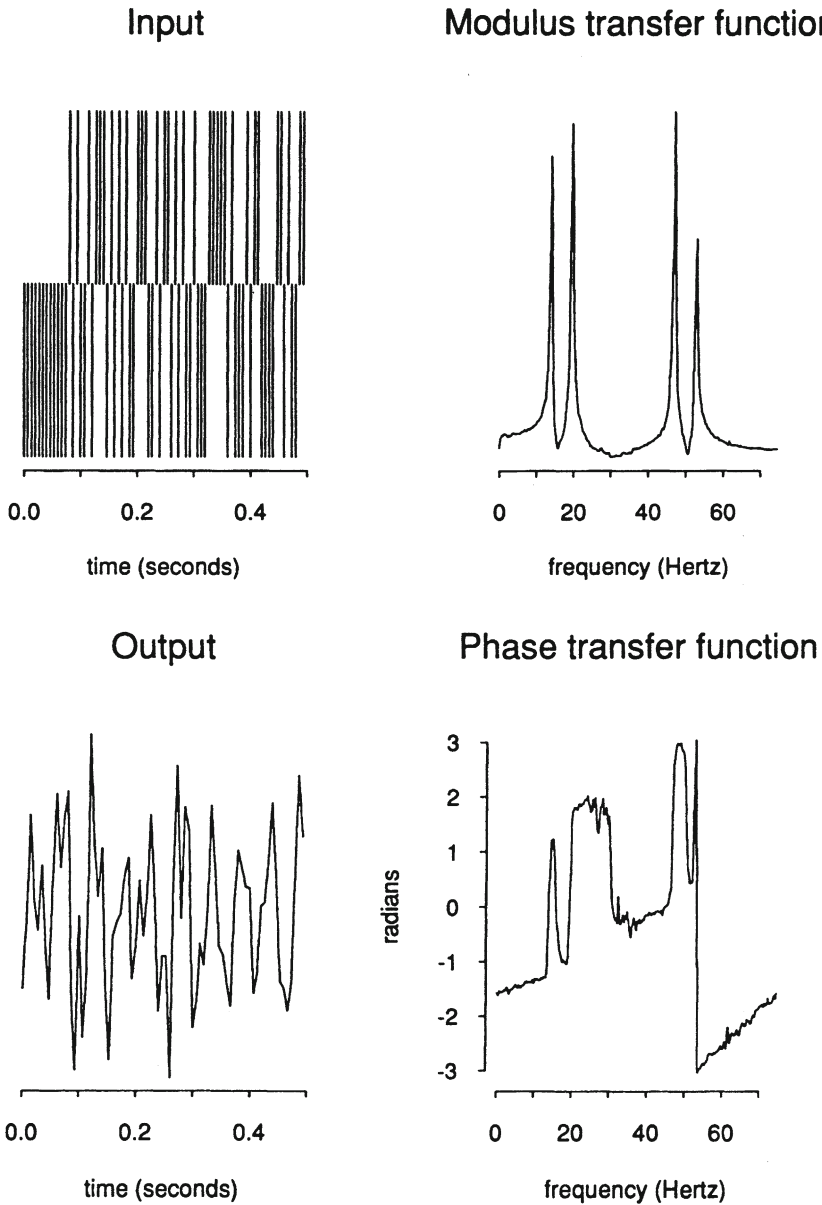 Input
Modulus transfer function
0.0 0.2 0.4
time (seconds)
0 20 40 60
frequency (Hertz)
Output
Phase transfer function
0.0 0.2 0.4
time (seconds)
3
2
1
0
-1
-2
-3
radians
0 20 40 60
frequency (Hertz)